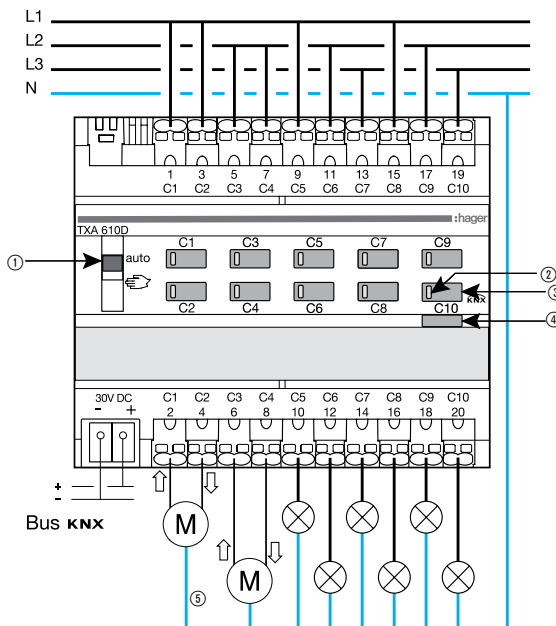 L1
L2
L3
N
1 3 5 7 9 11 13 15 17 19
C1 C2 C3 C4 C5 C6 C7 C8 C9 C10
:hager
TXA 610D
① auto C1 C3 C5 C7 C9
②
③
KNX
C2 C4 C6 C8 C10
④
30V DC C1 C2 C3 C4 C5 C6 C7 C8 C9 C10
- + 2 4 6 8 10 12 14 16 18 20
+
-
Bus KNX
M
M
⑤